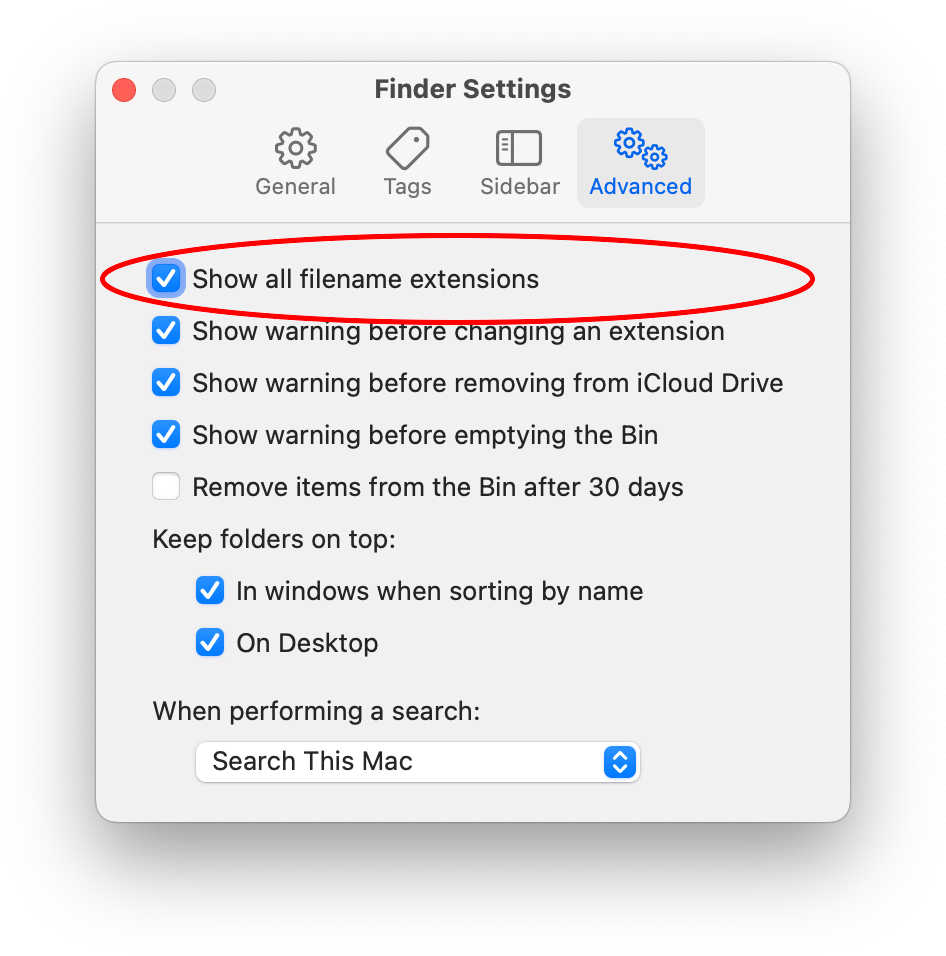 Finder Settings
General Tags Sidebar Advanced
Show all filename extensions
Show warning before changing an extension
Show warning before removing from iCloud Drive
Show warning before emptying the Bin
Remove items from the Bin after 30 days
Keep folders on top:
In windows when sorting by name
On Desktop
When performing a search:
Search This Mac